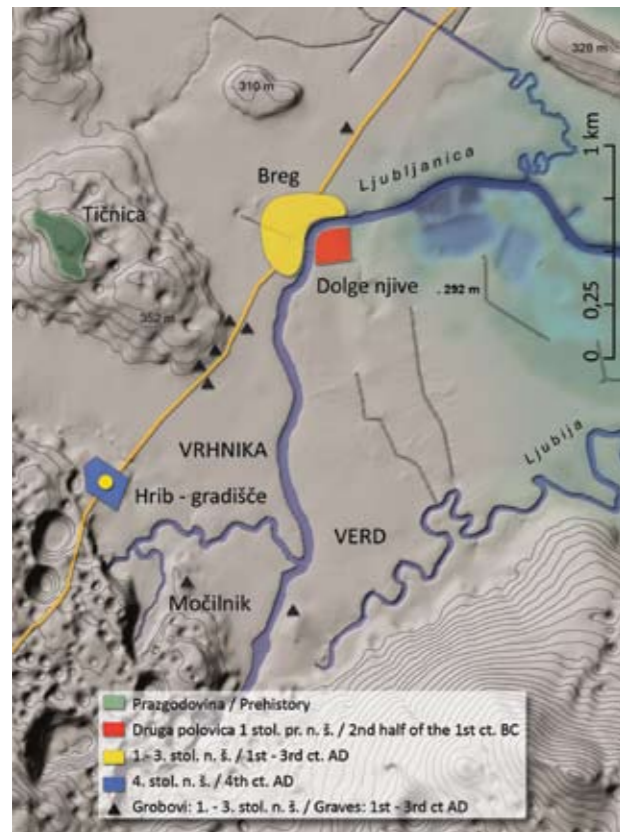 328 m
310 m
1 km
Ljubljanica
Breg
Tičnica
Dolge njive
. 292 m
0,25
352 m
0
VRHNIKA
Ljubija
Hrib - gradišče
VERD
Močilnik
Prazgodovina / Prehistory
Druga polovica 1 stol. pr. n. š. / 2nd half of the 1st ct. BC
1.- 3. stol. n. š. / 1st - 3rd ct. AD
4. stol. n. š. / 4th ct. AD
Grobovi: 1. - 3. stol. n. š. / Graves: 1st - 3rd ct AD